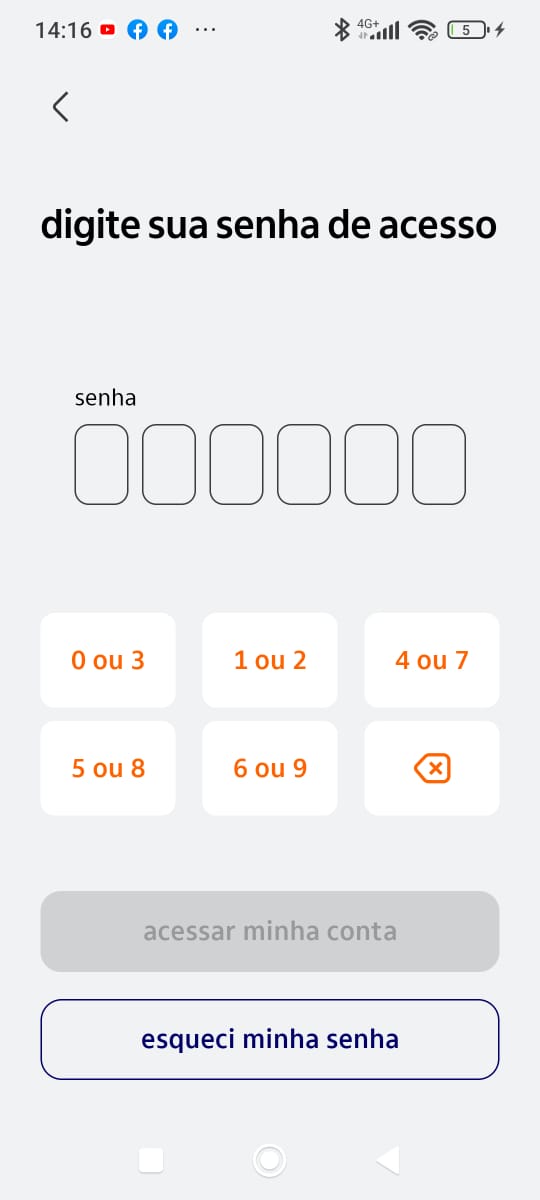 14:16 4G+ 5
digite sua senha de acesso
senha
0 ou 3 1 ou 2 4 ou 7
5 ou 8 6 ou 9
acessar minha conta
esqueci minha senha